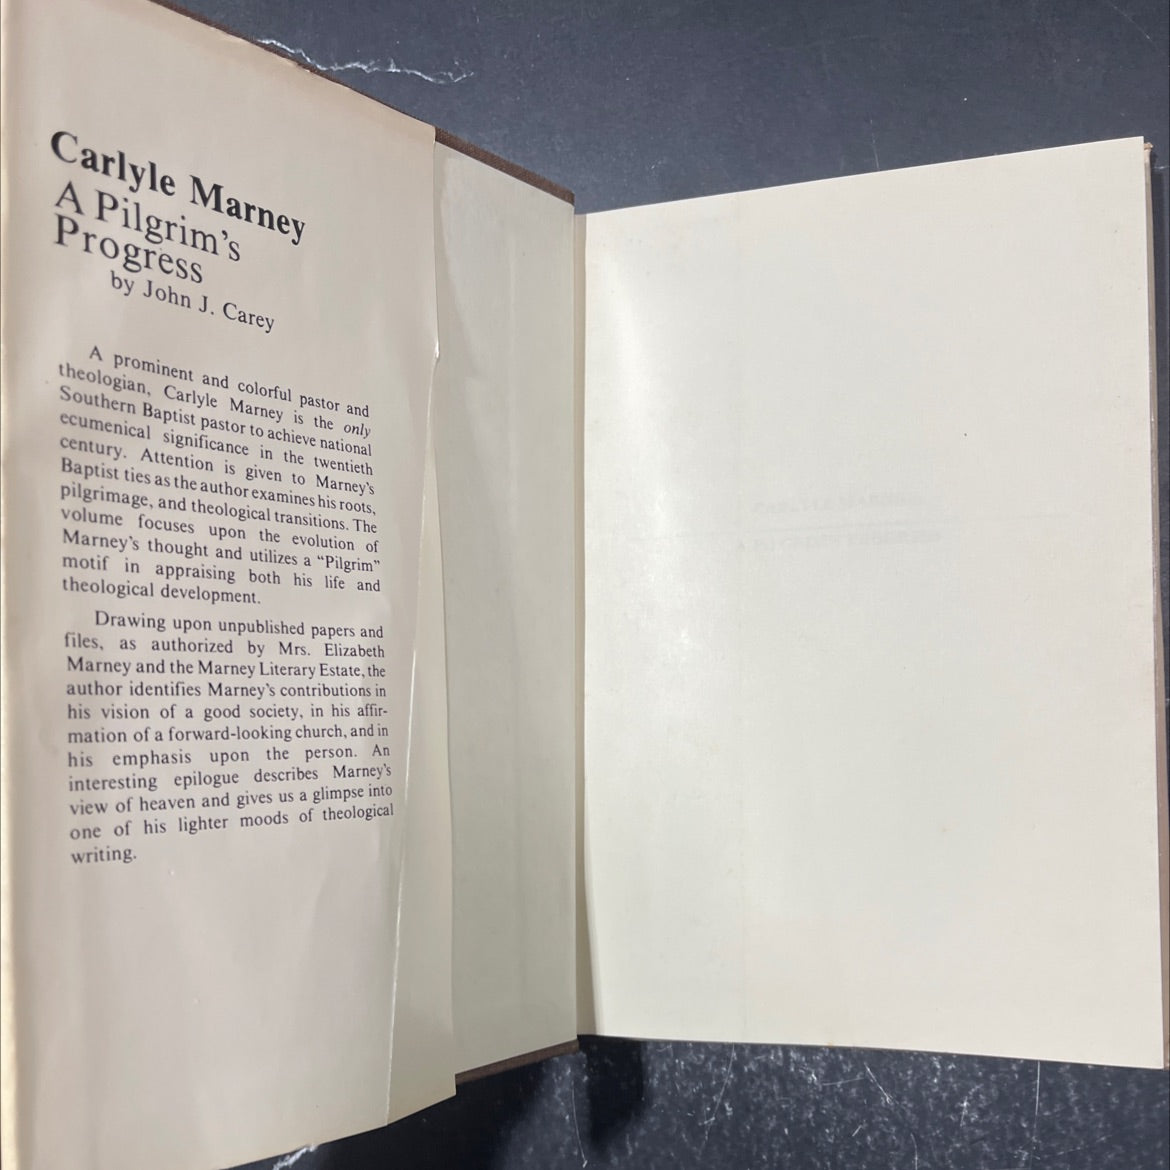 Carlyle Marney
A Pilgrim's
Progress
by John J. Carey
A prominent and colorful pastor and
theologian, Carlyle Marney is the only
Southern Baptist pastor to achieve national
ecumenical significance in the twentieth
century. Attention is given to Marney's
Baptist ties as the author examines his roots,
pilgrimage, and theological transitions. The
volume focuses upon the evolution of
Marney's thought and utilizes a “Pilgrim”
motif in appraising both his life and
theological development.
Drawing upon unpublished papers and
files, as authorized by Mrs. Elizabeth
Marney and the Marney Literary Estate, the
author identifies Marney's contributions in
his vision of a good society, in his affir-
mation of a forward-looking church, and in
his emphasis upon the person. An
interesting epilogue describes Marney's
view of heaven and gives us a glimpse into
one of his lighter moods of theological
writing.